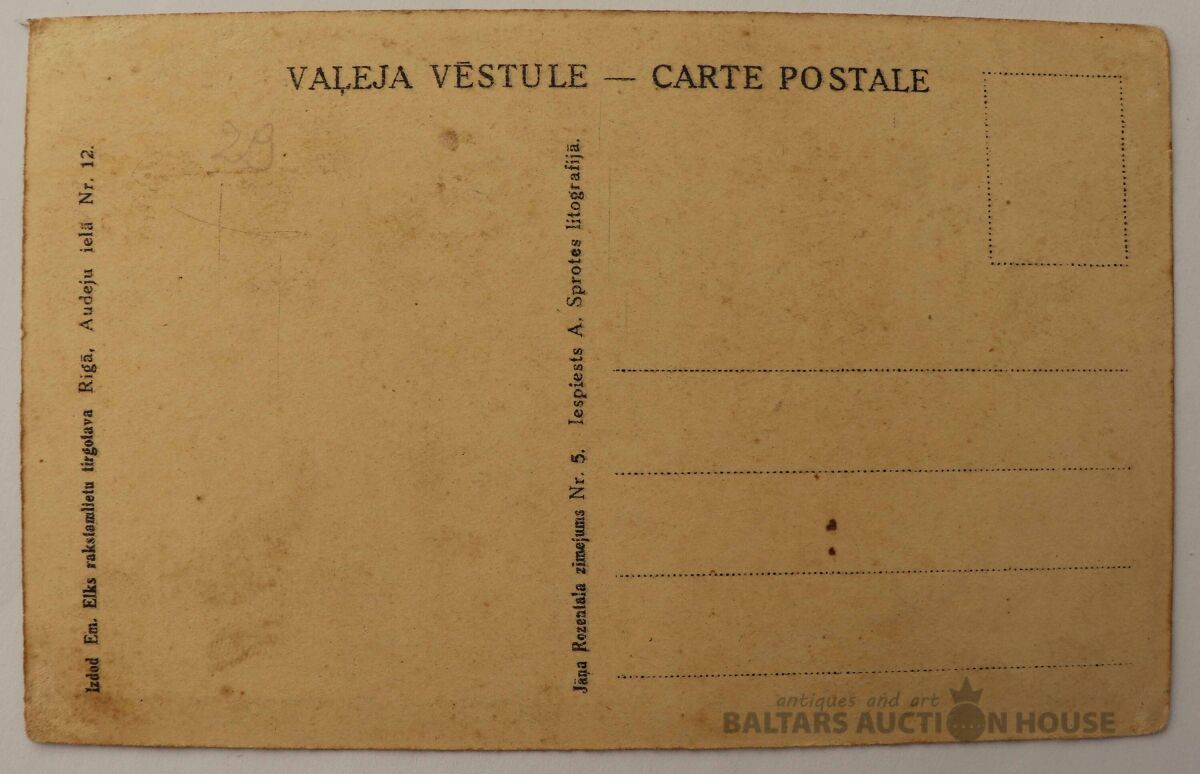 VAĻEJA VĒSTULE — CARTE POSTALE
29
Izdod Em. Elks rakstamlietu tirgotava Rīgā, Audeju ielā Nr. 12.
Jāņa Rozentala zīmejums Nr. 5. Iespiests A. Sprotes litografijā.
antiques and art
BALTARS AUCTION HOUSE